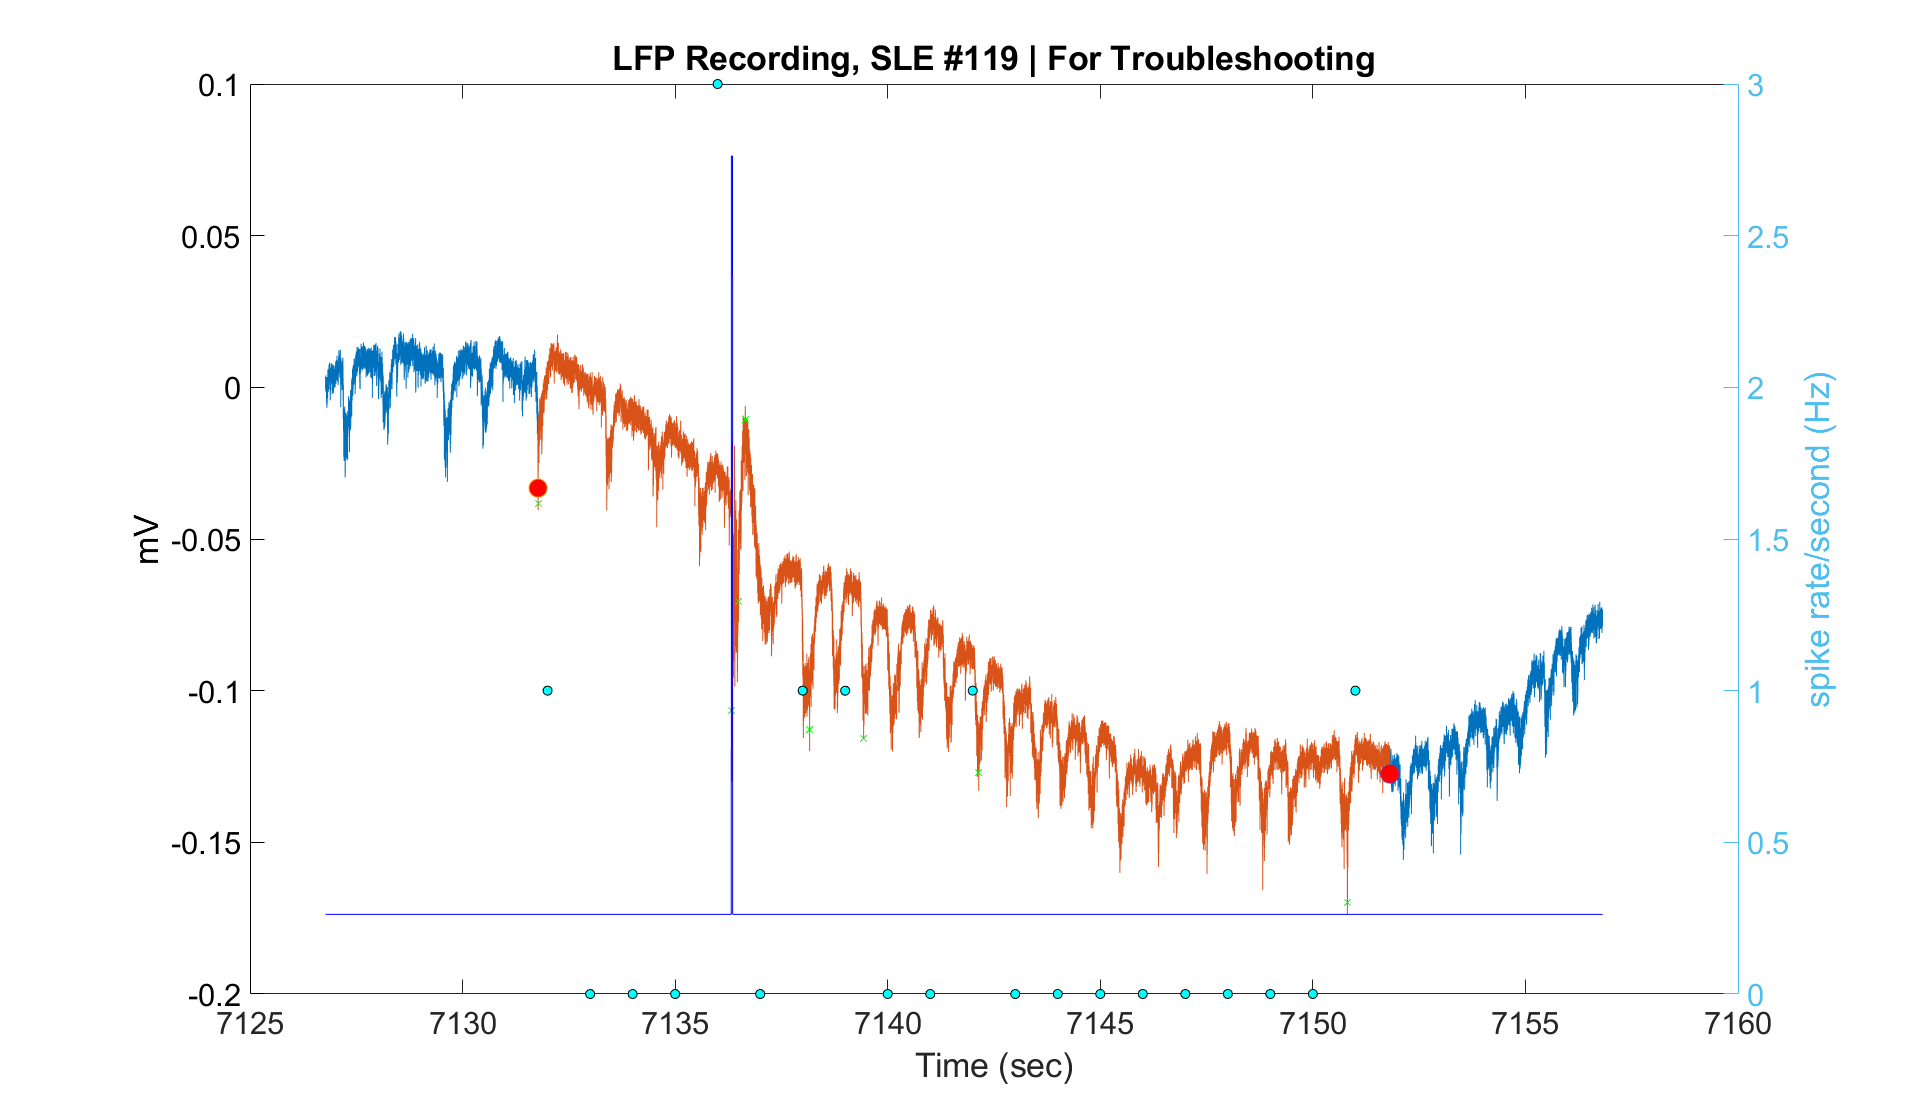 LFP Recording, SLE #119 | For Troubleshooting
0.1
0.05
0
-0.05
-0.1
-0.15
-0.2
mV
3
2.5
2
1.5
1
0.5
0
spike rate/second (Hz)
7125 7130 7135 7140 7145 7150 7155 7160
Time (sec)